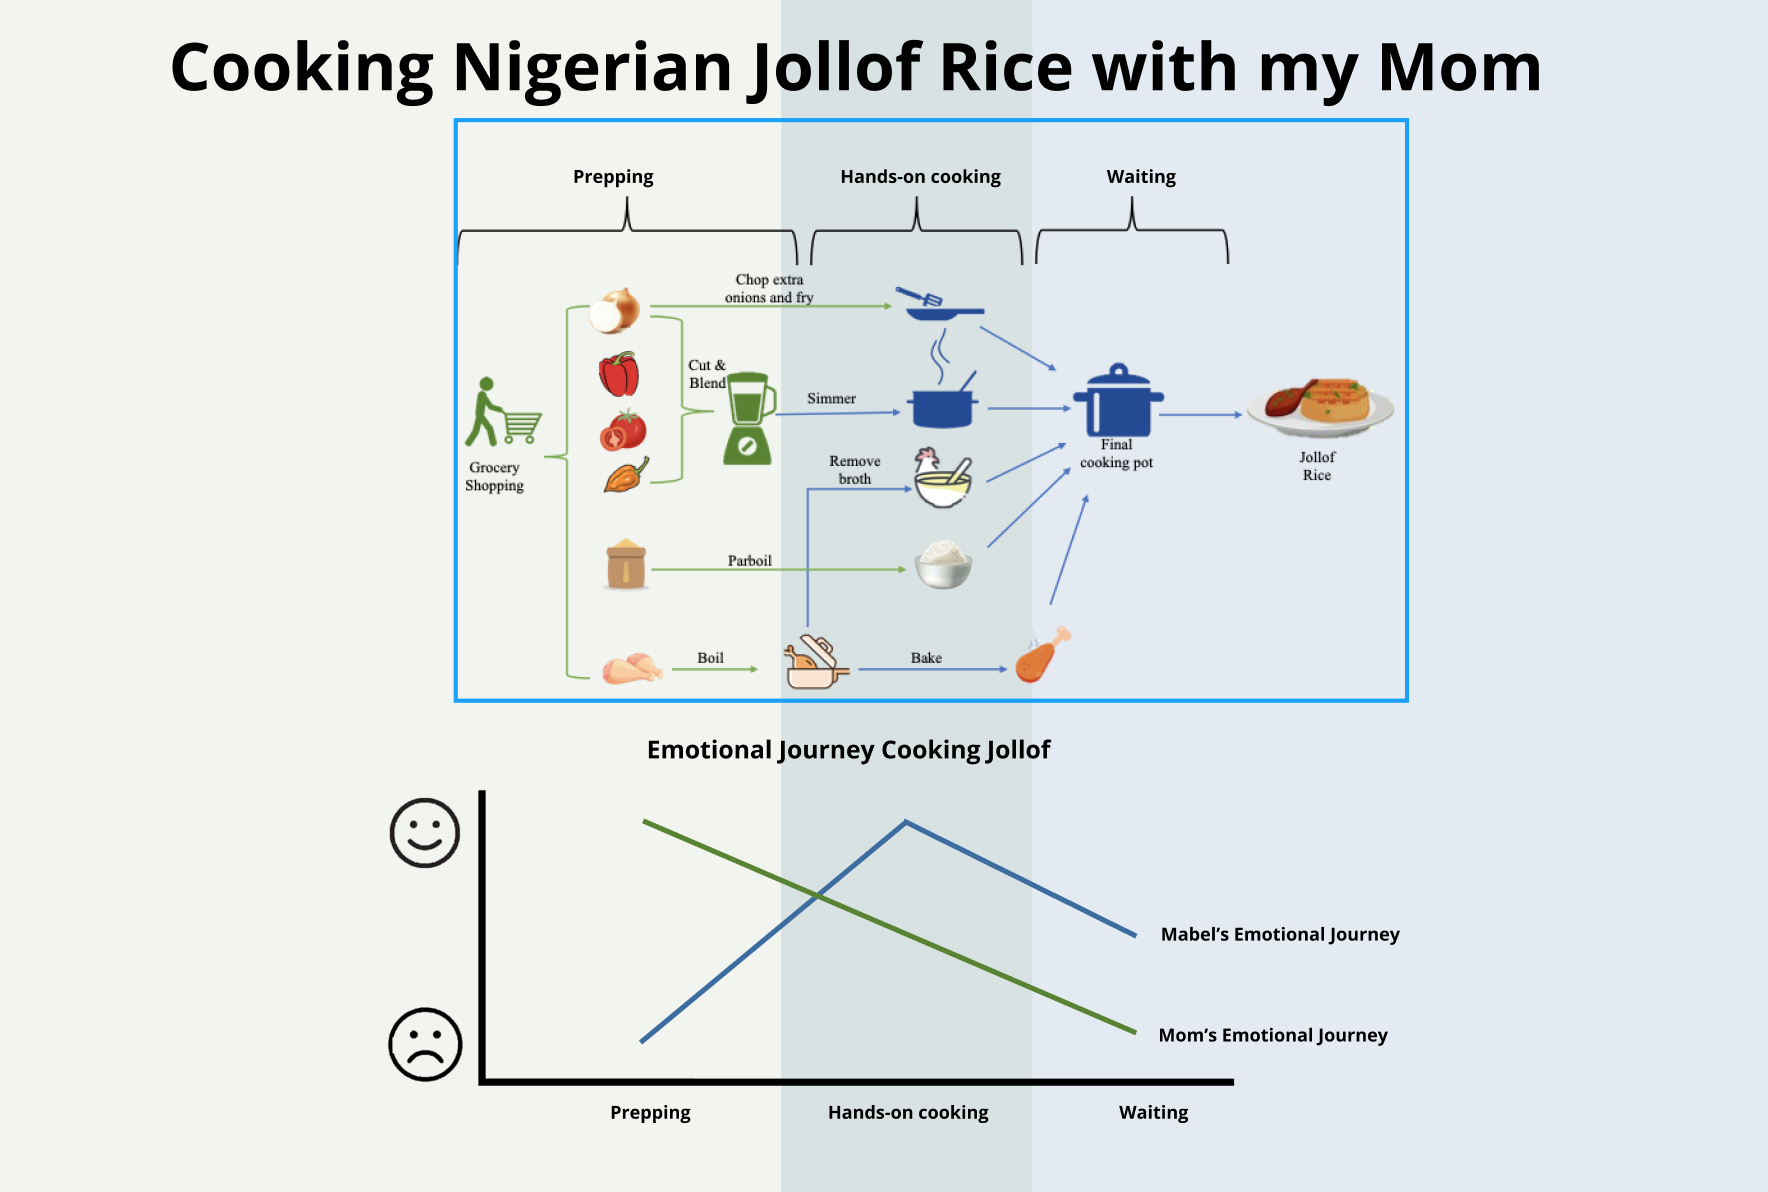 Cooking Nigerian Jollof Rice with my Mom
Prepping
Hands-on cooking
Waiting
Chop extra
onions and fry
Cut &
Blend
Simmer
Grocery
Shopping
Remove
broth
Final
cooking pot
Jollof
Rice
Parboil
Boil
Bake
Emotional Journey Cooking Jollof
Mabel’s Emotional Journey
Mom’s Emotional Journey
Prepping
Hands-on cooking
Waiting